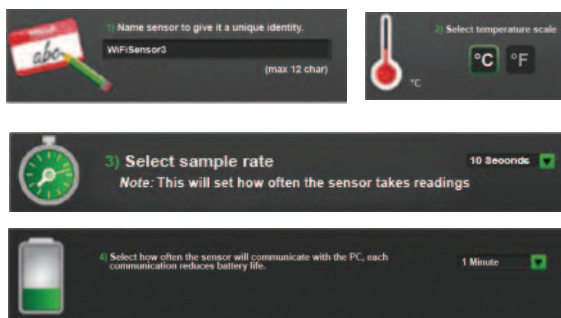 HELLO
abc
1) Name sensor to give it a unique identity.
WiFiSensor3
(max 12 char)
2) Select temperature scale
°C
°C °F
3) Select sample rate
10 Seconds
Note: This will set how often the sensor takes readings
4) Select how often the sensor will communicate with the PC, each
communication reduces battery life.
1 Minute